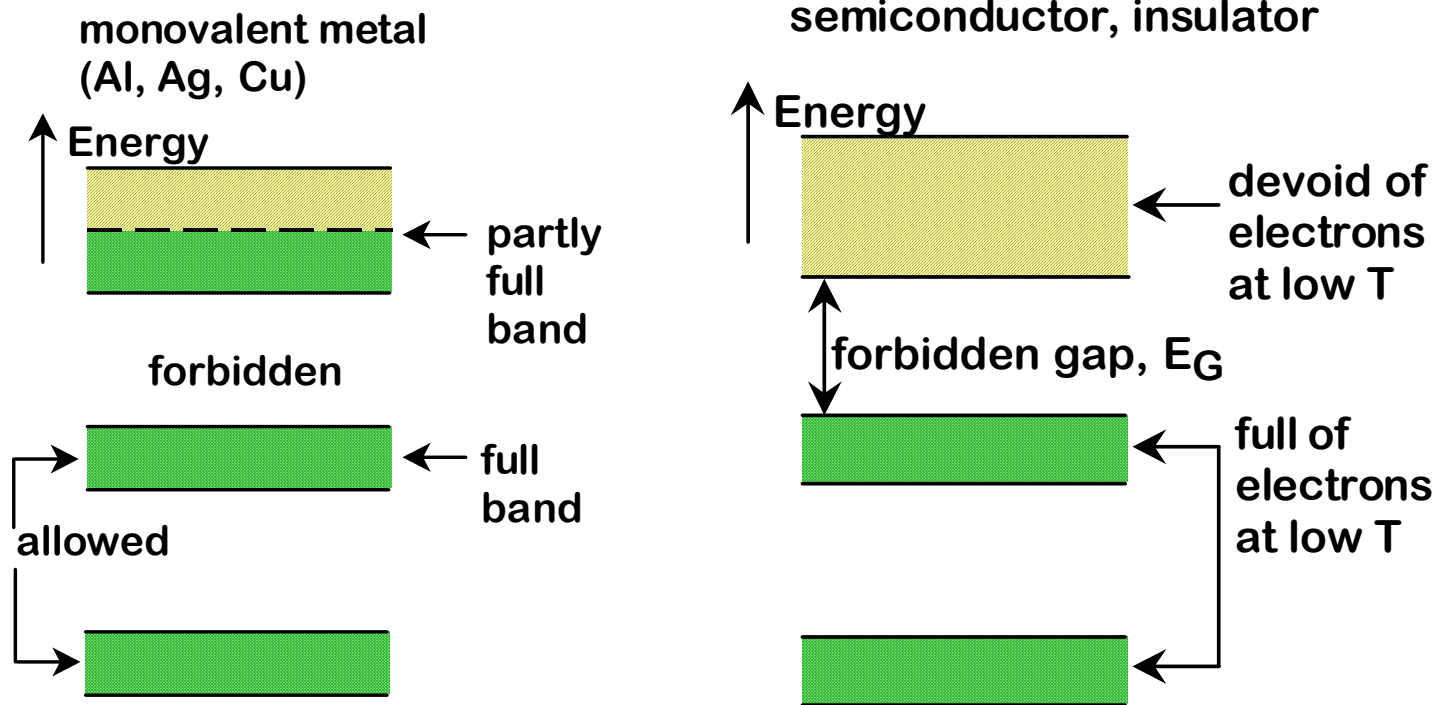 monovalent metal
(Al, Ag, Cu)
Energy
partly
full
band
forbidden
full
band
allowed
semiconductor, insulator
Energy
devoid of
electrons
at low T
forbidden gap, EG
full of
electrons
at low T